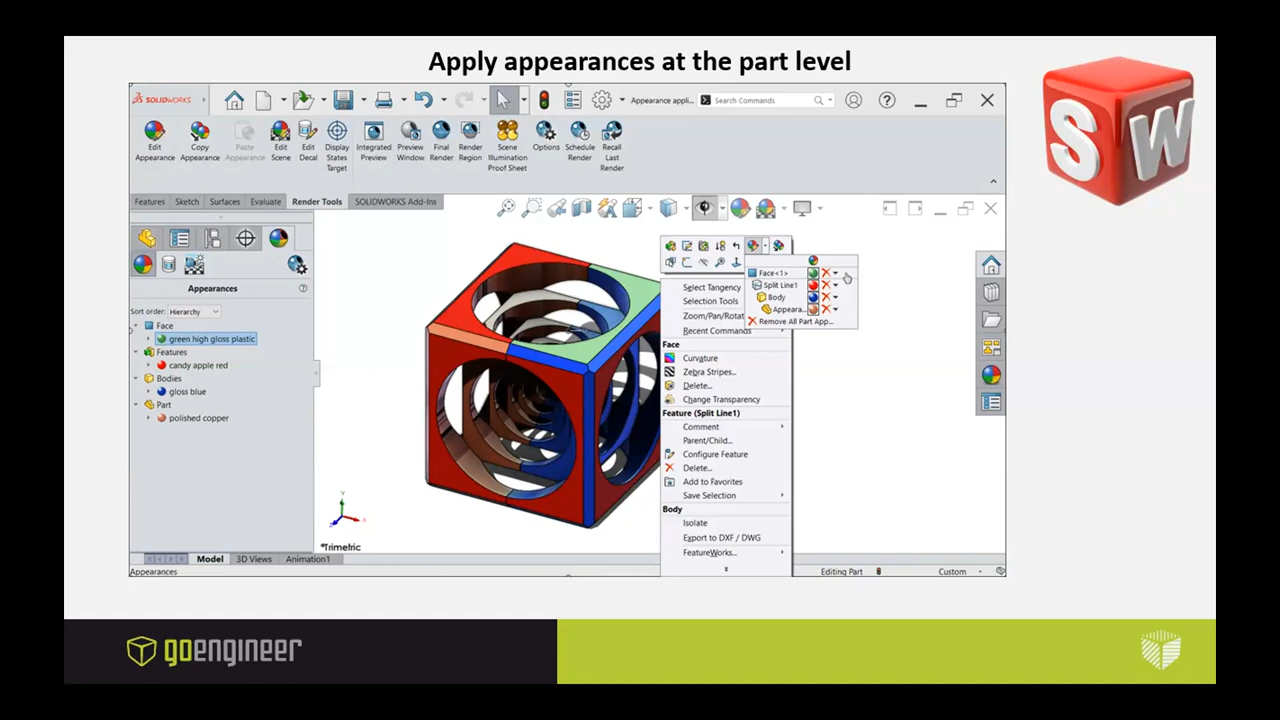 Apply appearances at the part level
SOLIDWORKS
Appearance appli...
Search Commands
SW
Edit Appearance
Copy Appearance
Paste Appearance
Edit Scene
Edit Decal
Display States Target
Integrated Preview
Preview Window
Final Render
Render Region
Scene Illumination Proof Sheet
Options
Schedule Render
Recall Last Render
Features
Sketch
Surfaces
Evaluate
Render Tools
SOLIDWORKS Add-Ins
Appearances
Sort order:
Hierarchy
Face
green high gloss plastic
Features
candy apple red
Bodies
gloss blue
Part
polished copper
Face<1>
Split Line1
Body
Appeara...
Remove All Part App...
Select Tangency
Selection Tools
Zoom/Pan/Rotat
Recent Commands
Face
Curvature
Zebra Stripes...
Delete...
Change Transparency
Feature (Split Line1)
Comment
Parent/Child...
Configure Feature
Delete...
Add to Favorites
Save Selection
Body
Isolate
Export to DXF / DWG
FeatureWorks...
Y
X
Z
*Trimetric
Model
3D Views
Animation1
Appearances
Editing Part
Custom
goengineer